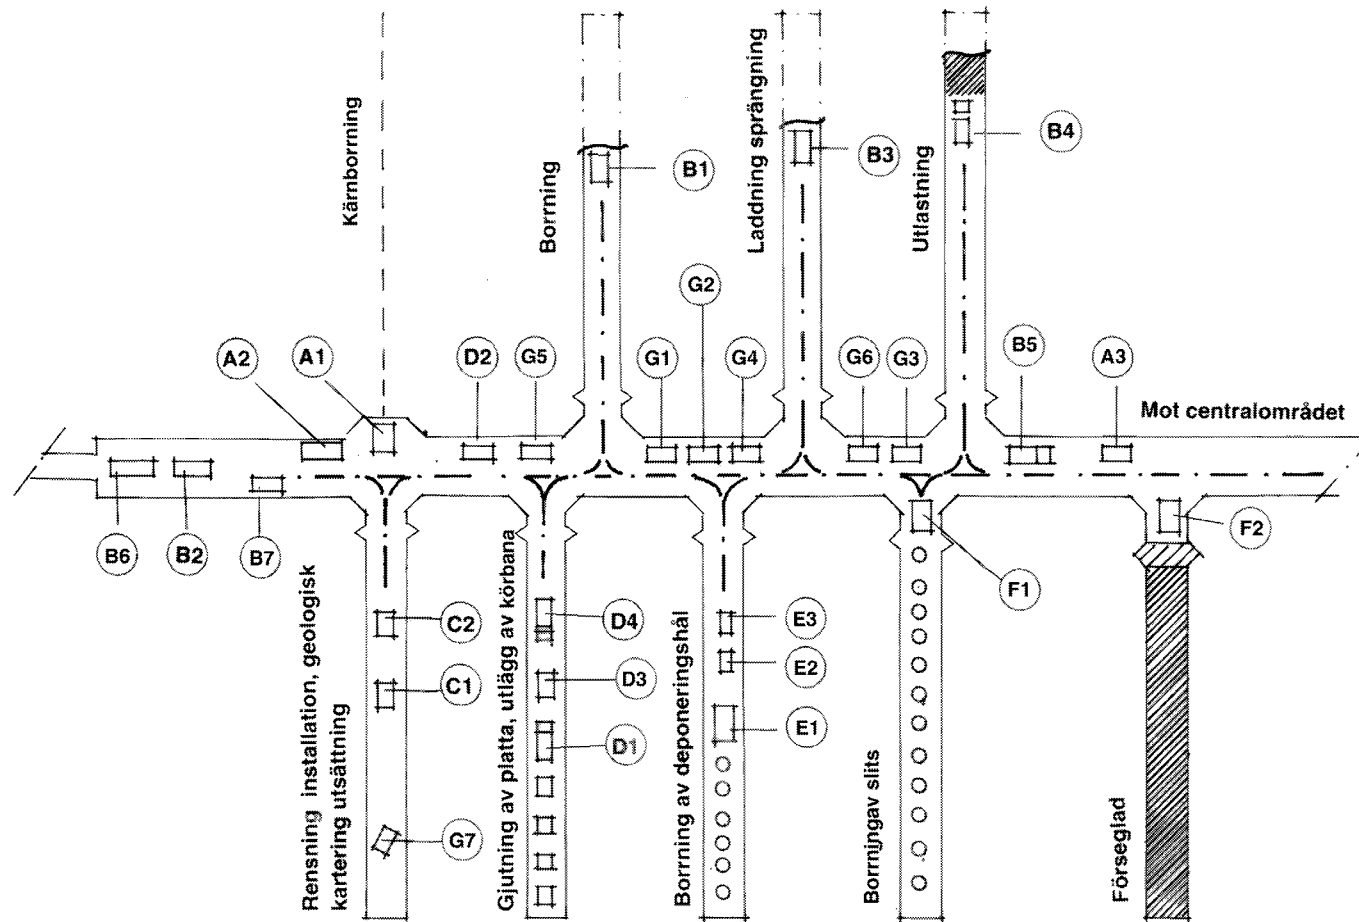 Kärnborrning
Borrning
Laddning sprängning
Utlastning
B1
B3
B4
G2
A2
A1
D2
G5
G1
G4
G6
G3
B5
A3
Mot centralområdet
B6
B2
B7
F2
F1
Rensning installation, geologisk
kartering utsättning
Gjutning av platta, utlägg av körbana
Borrning av deponeringshål
Borrningav slits
Förseglad
C2
D4
E3
E2
C1
D3
E1
D1
G7